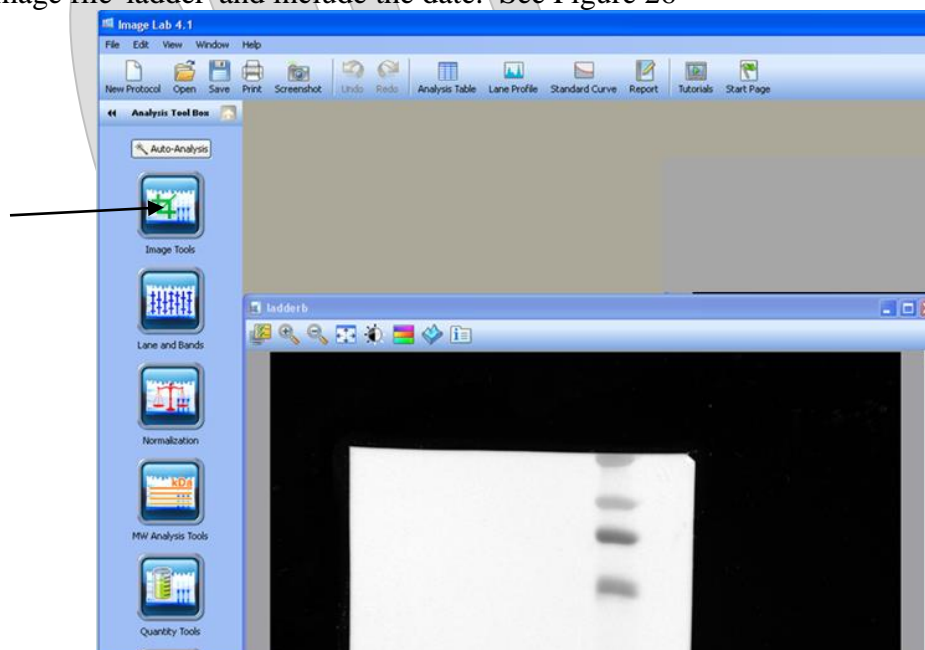 mage file 'ladder' and include the date. See Figure 26
Image Lab 4.1
File Edit View Window Help
New Protocol Open Save Print Screenshot Undo Redo Analysis Table Lane Profile Standard Curve Report Tutorials Start Page
Analysis Tool Box
Auto-Analysis
Image Tools
ladderb
Lane and Bands
Normalization
kDa
MW Analysis Tools
Quantity Tools